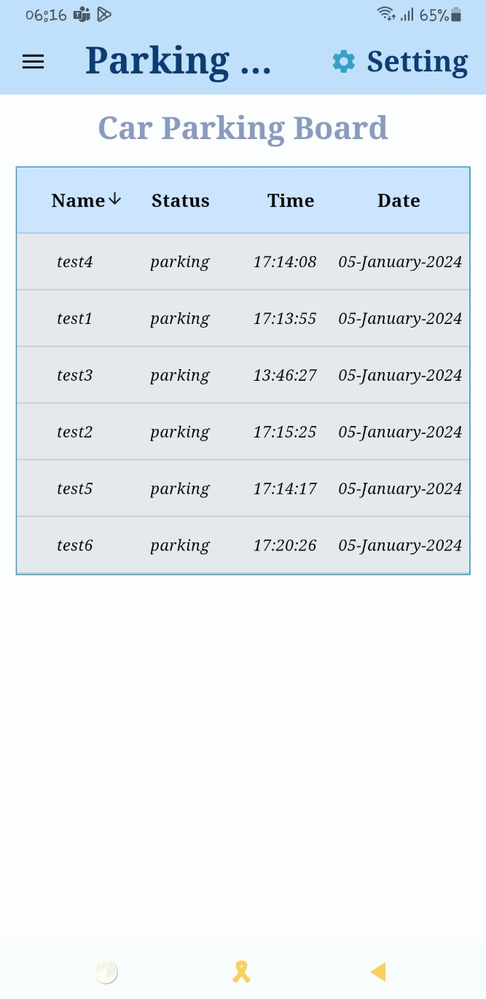 06:16 65%
Parking ... Setting
Car Parking Board
Name Status Time Date
test4 parking 17:14:08 05-January-2024
test1 parking 17:13:55 05-January-2024
test3 parking 13:46:27 05-January-2024
test2 parking 17:15:25 05-January-2024
test5 parking 17:14:17 05-January-2024
test6 parking 17:20:26 05-January-2024